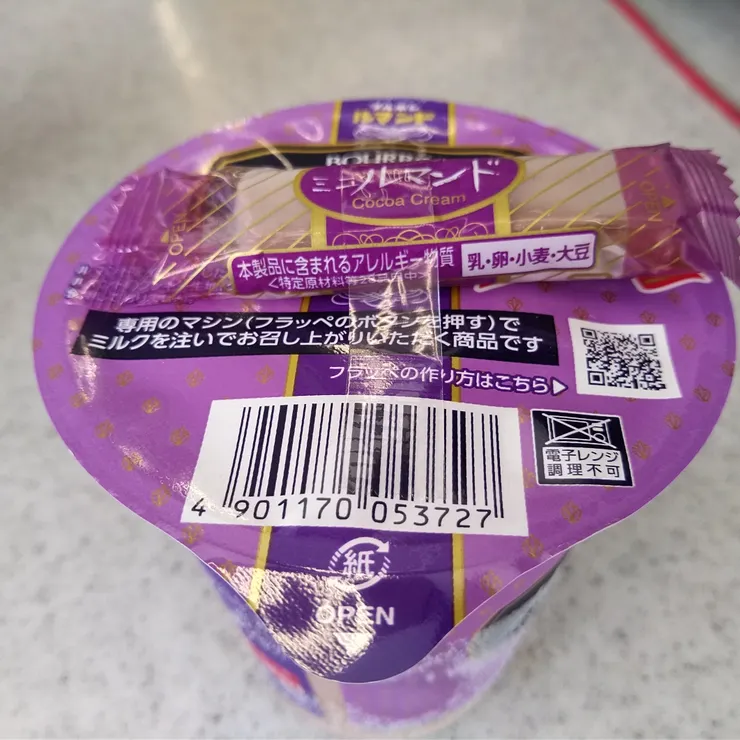 ルマンド
BOURB
ミニルマンド
Cocoa Cream
OPEN
OPEN
本製品に含まれるアレルギー物質
乳・卵・小麦・大豆
専用のマシン(フラッペのボタンを押す)で
ミルクを注いでお召し上がりいただく商品です
フラッペの作り方はこちら▶
電子レンジ
調理不可
4 901170 053727
紙
OPEN